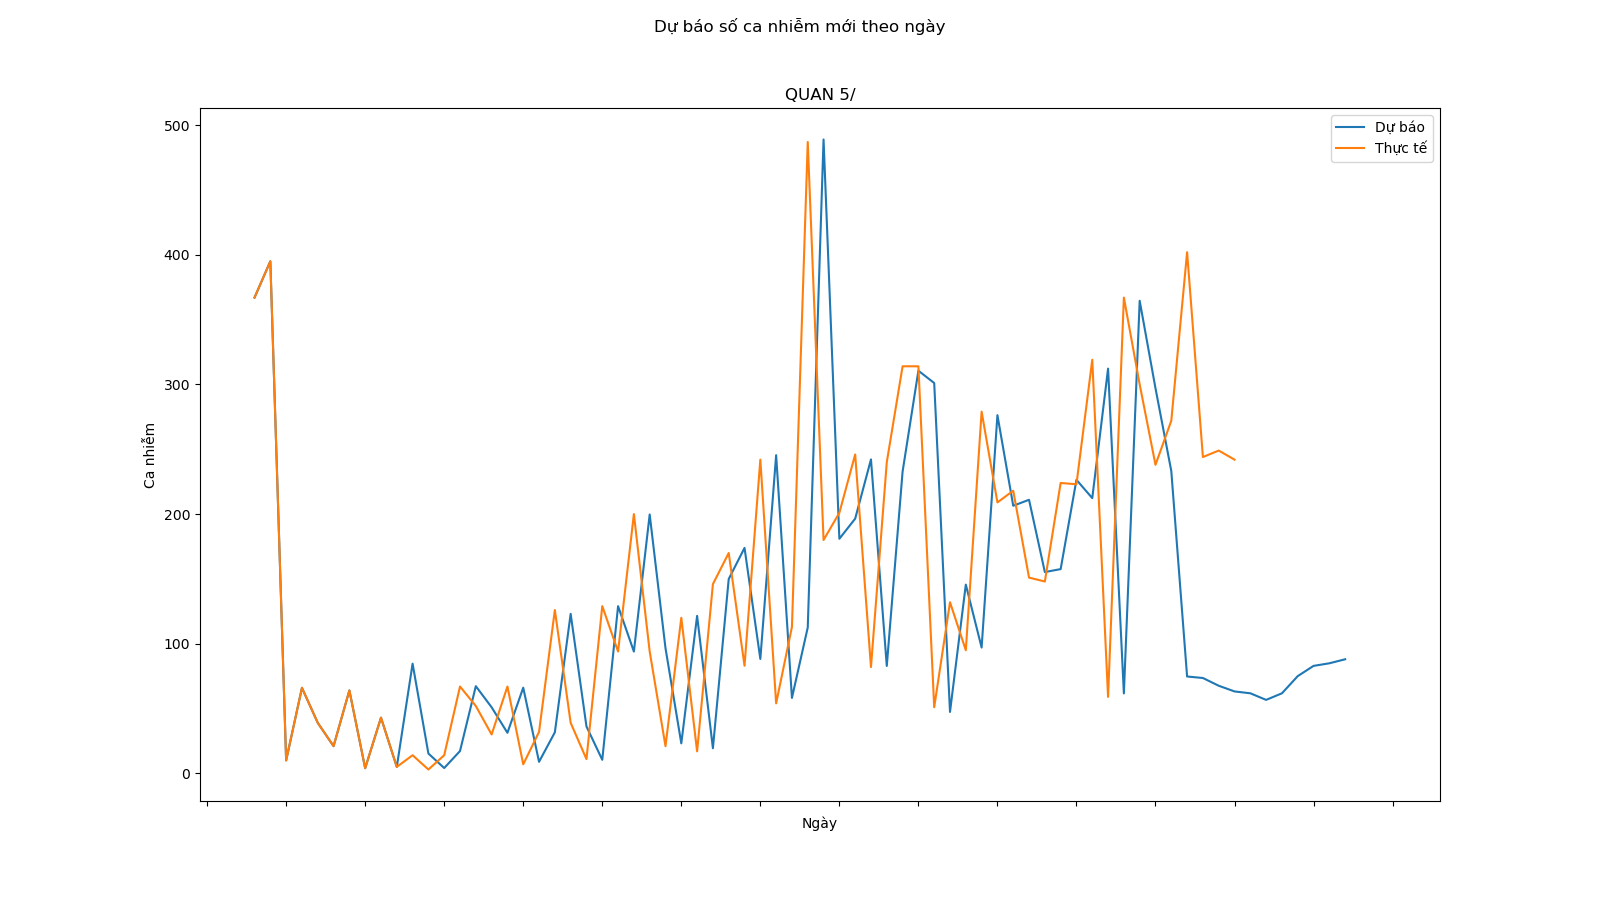 Dự báo số ca nhiễm mới theo ngày
QUAN 5/
Dự báo
Thực tế
500
400
300
200
100
0
Ca nhiễm
Ngày